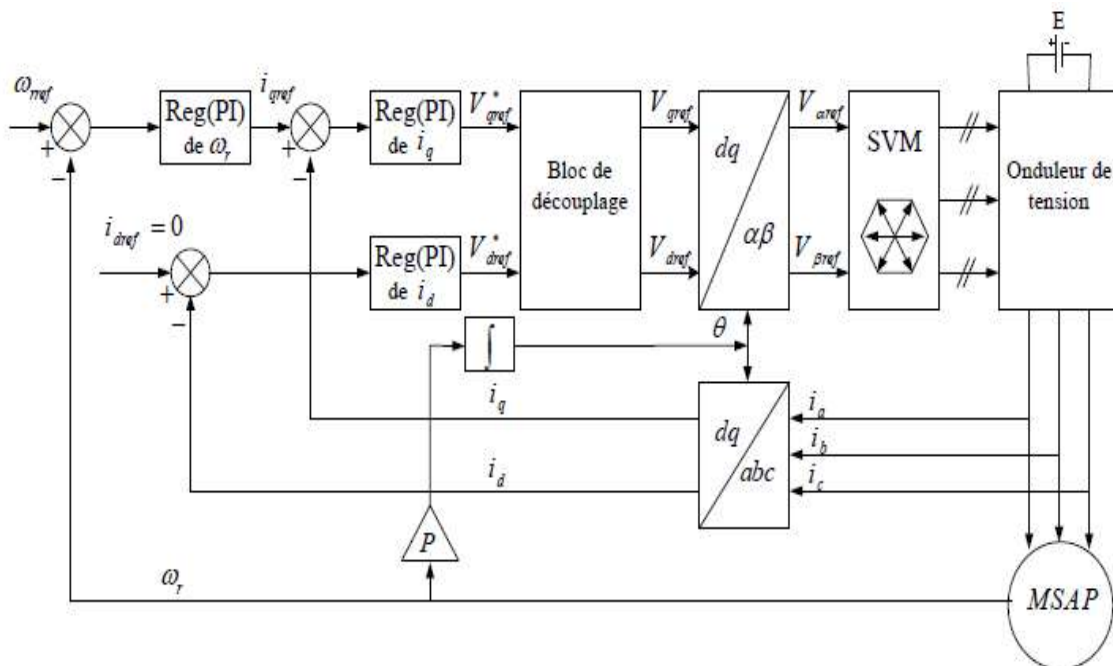 E
+ -
ω_rref
+
−
Reg(PI)
de ω_r
i_qref
+
−
Reg(PI)
de i_q
V*_qref
Bloc de
découplage
V_qref
dq
αβ
V_αref
SVM
Onduleur de
tension
i_dref = 0
+
−
Reg(PI)
de i_d
V*_dref
V_dref
V_βref
∫
θ
i_q
i_d
dq
abc
i_a
i_b
i_c
P
ω_r
MSAP